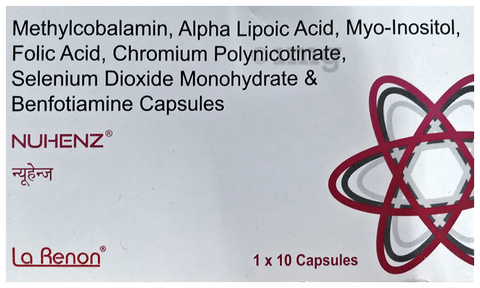 Methylcobalamin, Alpha Lipoic Acid, Myo-Inositol,
Folic Acid, Chromium Polynicotinate,
Selenium Dioxide Monohydrate &
Benfotiamine Capsules
NUHENZ®
न्यूहेन्ज
La Renon®
1 x 10 Capsules